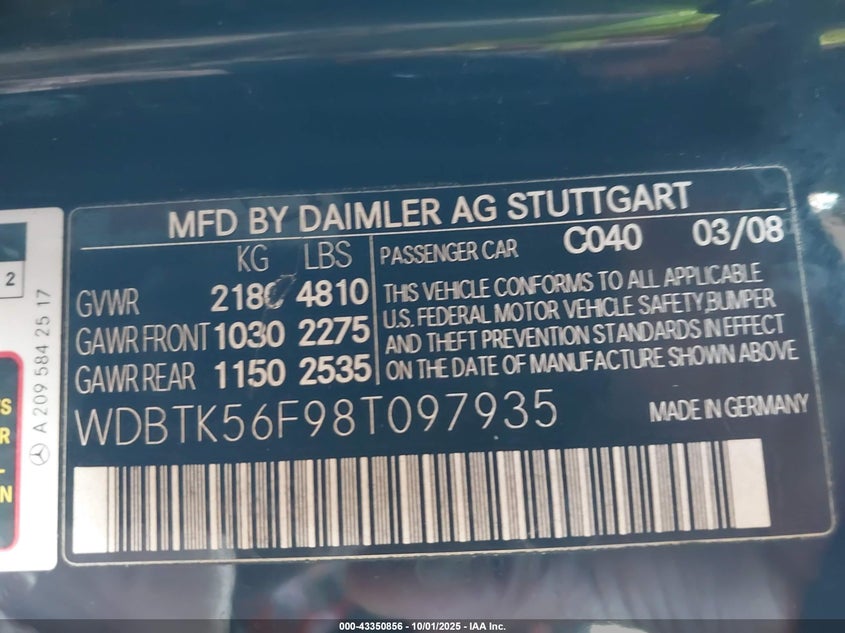 MFD BY DAIMLER AG STUTTGART
KG LBS
GVWR 2180 4810
GAWR FRONT 1030 2275
GAWR REAR 1150 2535
PASSENGER CAR C040 03/08
THIS VEHICLE CONFORMS TO ALL APPLICABLE
U.S. FEDERAL MOTOR VEHICLE SAFETY,BUMPER
AND THEFT PREVENTION STANDARDS IN EFFECT
ON THE DATE OF MANUFACTURE SHOWN ABOVE
WDBTK56F98T097935
MADE IN GERMANY
2
A 209 584 25 17
S
R
-
N
000-43350856 - 10/01/2025 - IAA Inc.